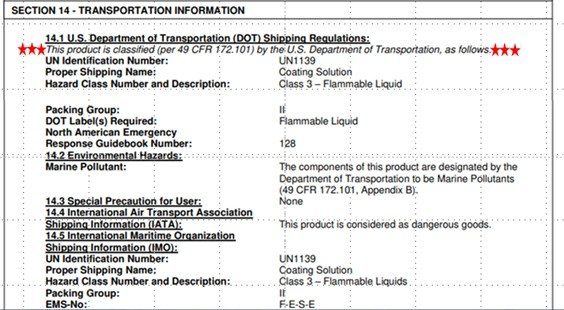 SECTION 14 - TRANSPORTATION INFORMATION
14.1 U.S. Department of Transportation (DOT) Shipping Regulations:
This product is classified (per 49 CFR 172.101) by the U.S. Department of Transportation, as follows.
UN Identification Number: UN1139
Proper Shipping Name: Coating Solution
Hazard Class Number and Description: Class 3 – Flammable Liquid
Packing Group: II
DOT Label(s) Required: Flammable Liquid
North American Emergency
Response Guidebook Number: 128
14.2 Environmental Hazards:
Marine Pollutant: The components of this product are designated by the
Department of Transportation to be Marine Pollutants
(49 CFR 172.101, Appendix B).
14.3 Special Precaution for User: None
14.4 International Air Transport Association
Shipping Information (IATA): This product is considered as dangerous goods.
14.5 International Maritime Organization
Shipping Information (IMO):
UN Identification Number: UN1139
Proper Shipping Name: Coating Solution
Hazard Class Number and Description: Class 3 – Flammable Liquids
Packing Group: II
EMS-No: F-E-S-E